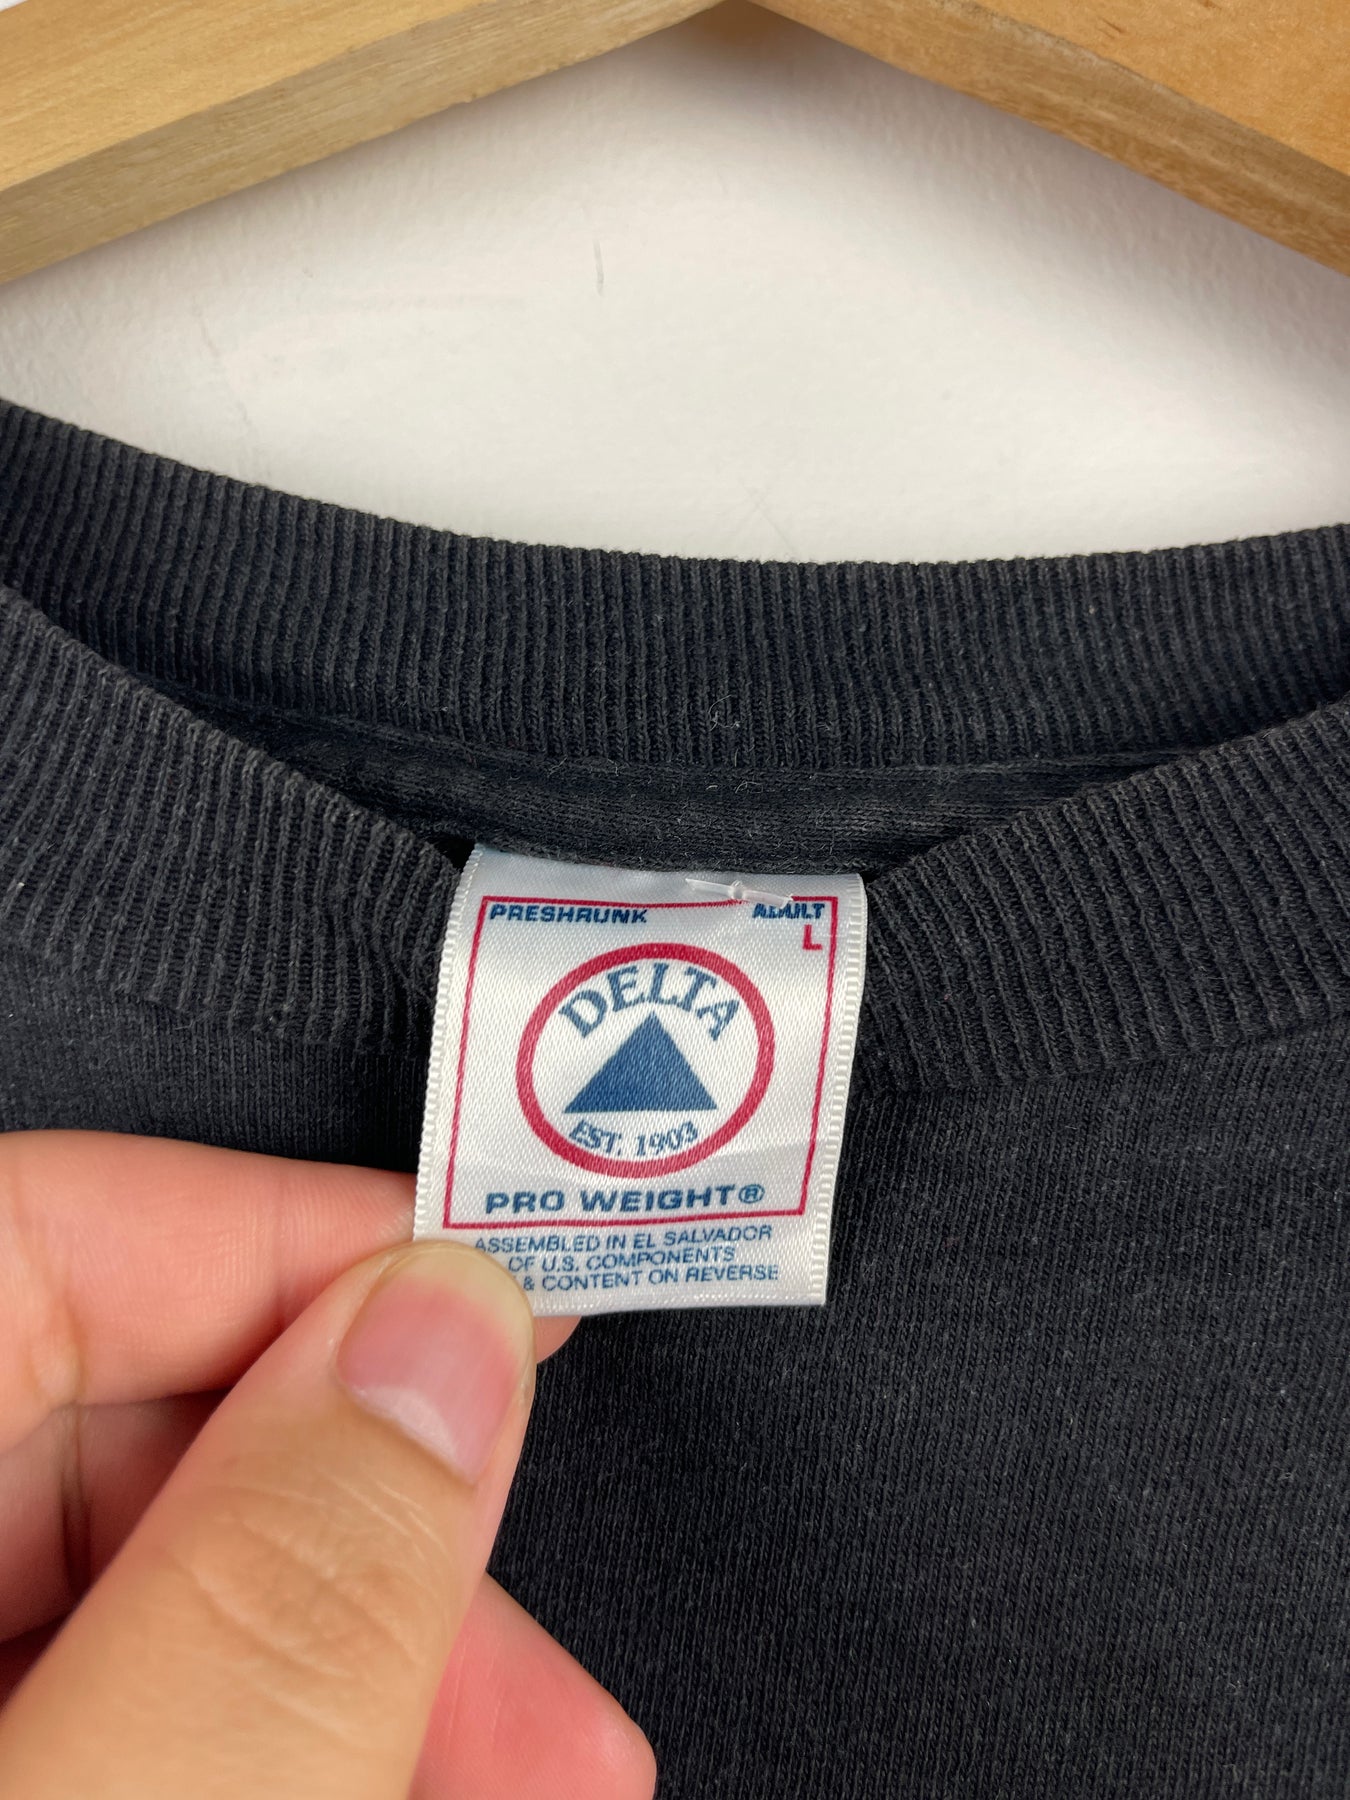 PRESHRUNK ADULT
L
DELTA
EST. 1903
PRO WEIGHT®
ASSEMBLED IN EL SALVADOR
OF U.S. COMPONENTS
& CONTENT ON REVERSE